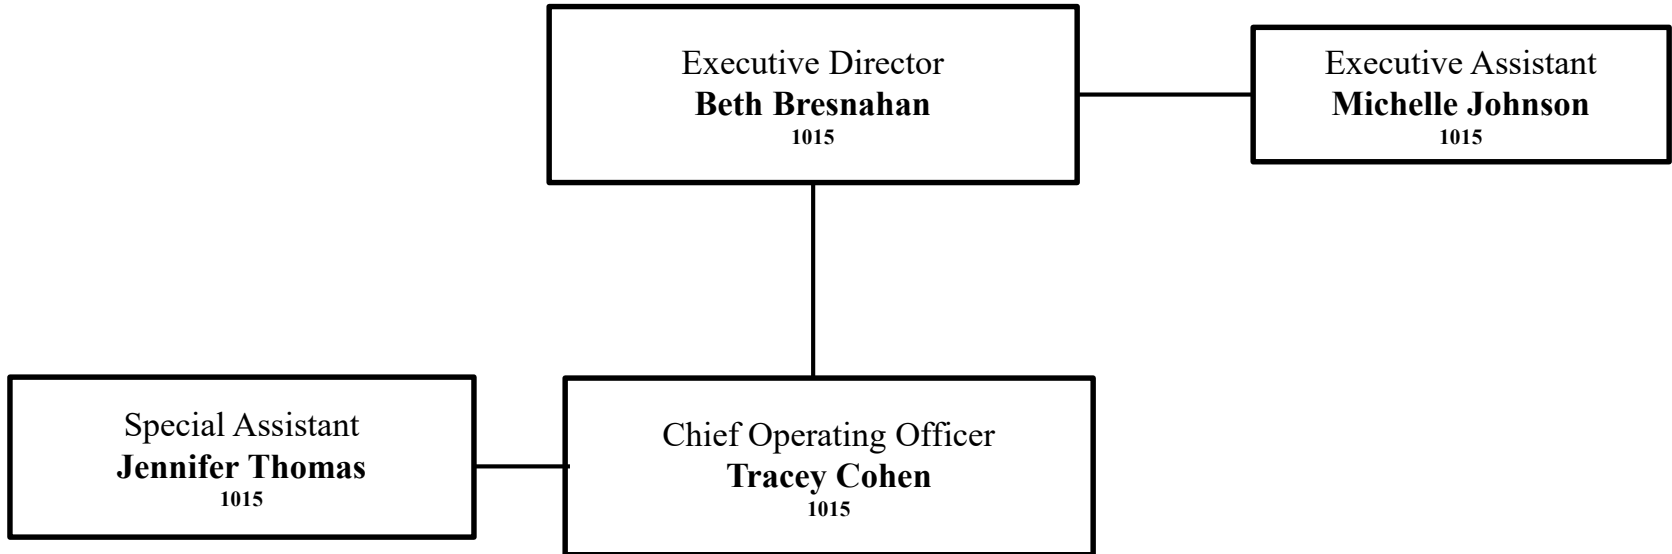 Executive Director
Beth Bresnahan
1015
Executive Assistant
Michelle Johnson
1015
Special Assistant
Jennifer Thomas
1015
Chief Operating Officer
Tracey Cohen
1015